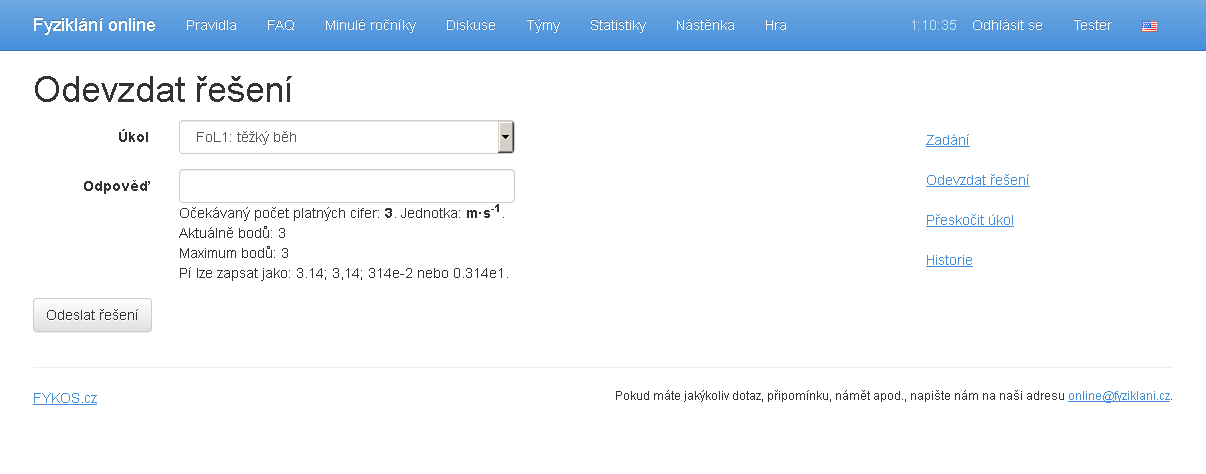 Fyziklání online Pravidla FAQ Minulé ročníky Diskuse Týmy Statistiky Nástěnka Hra 1:10:35 Odhlásit se Tester
Odevzdat řešení
Úkol FoL1: těžký běh
Odpověď
Očekávaný počet platných cifer: 3. Jednotka: m·s⁻¹.
Aktuálně bodů: 3
Maximum bodů: 3
Pí lze zapsat jako: 3.14; 3,14; 314e-2 nebo 0.314e1.
Odeslat řešení
Zadání
Odevzdat řešení
Přeskočit úkol
Historie
FYKOS.cz
Pokud máte jakýkoliv dotaz, připomínku, námět apod., napište nám na naši adresu online@fyziklani.cz.